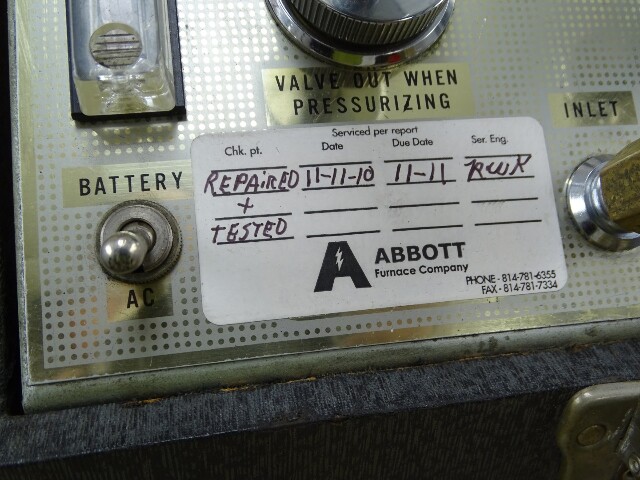 VALVE OUT WHEN
PRESSURIZING
INLET
BATTERY
AC
Serviced per report
Chk. pt. Date Due Date Ser. Eng.
REPAIRED 11-11-10 11-11 RWR
+
TESTED
A ABBOTT
Furnace Company
PHONE - 814-781-6355
FAX - 814-781-7334